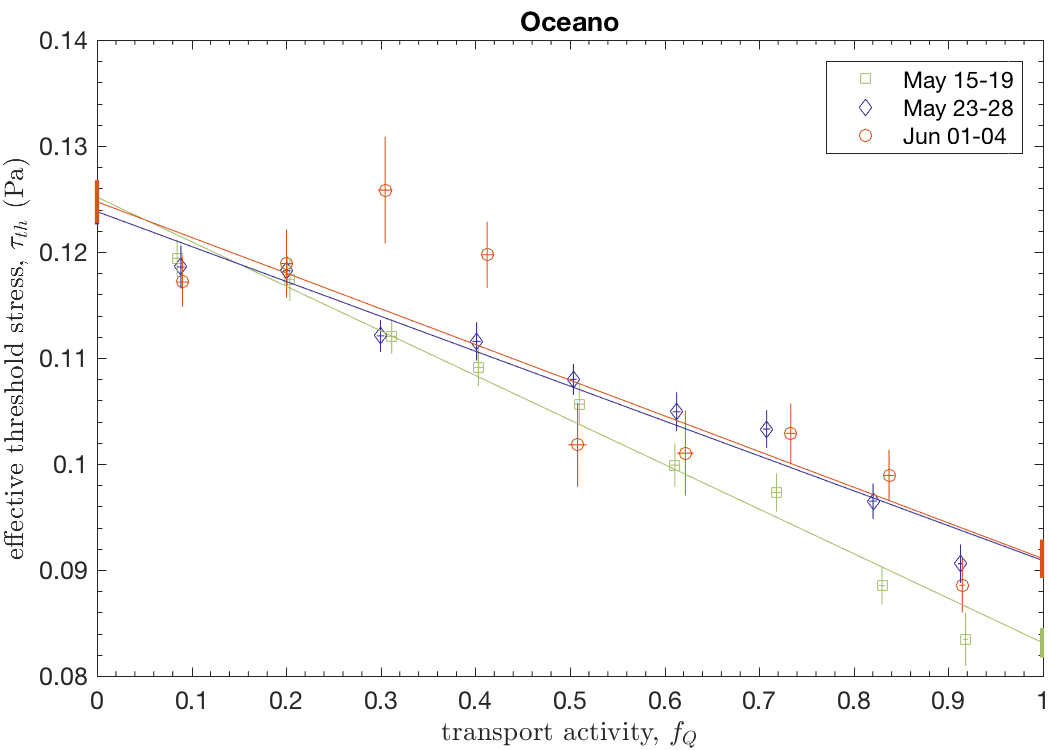 Oceano
0.14
0.13
0.12
0.11
0.1
0.09
0.08
effective threshold stress, τth (Pa)
May 15-19
May 23-28
Jun 01-04
0 0.1 0.2 0.3 0.4 0.5 0.6 0.7 0.8 0.9 1
transport activity, fQ